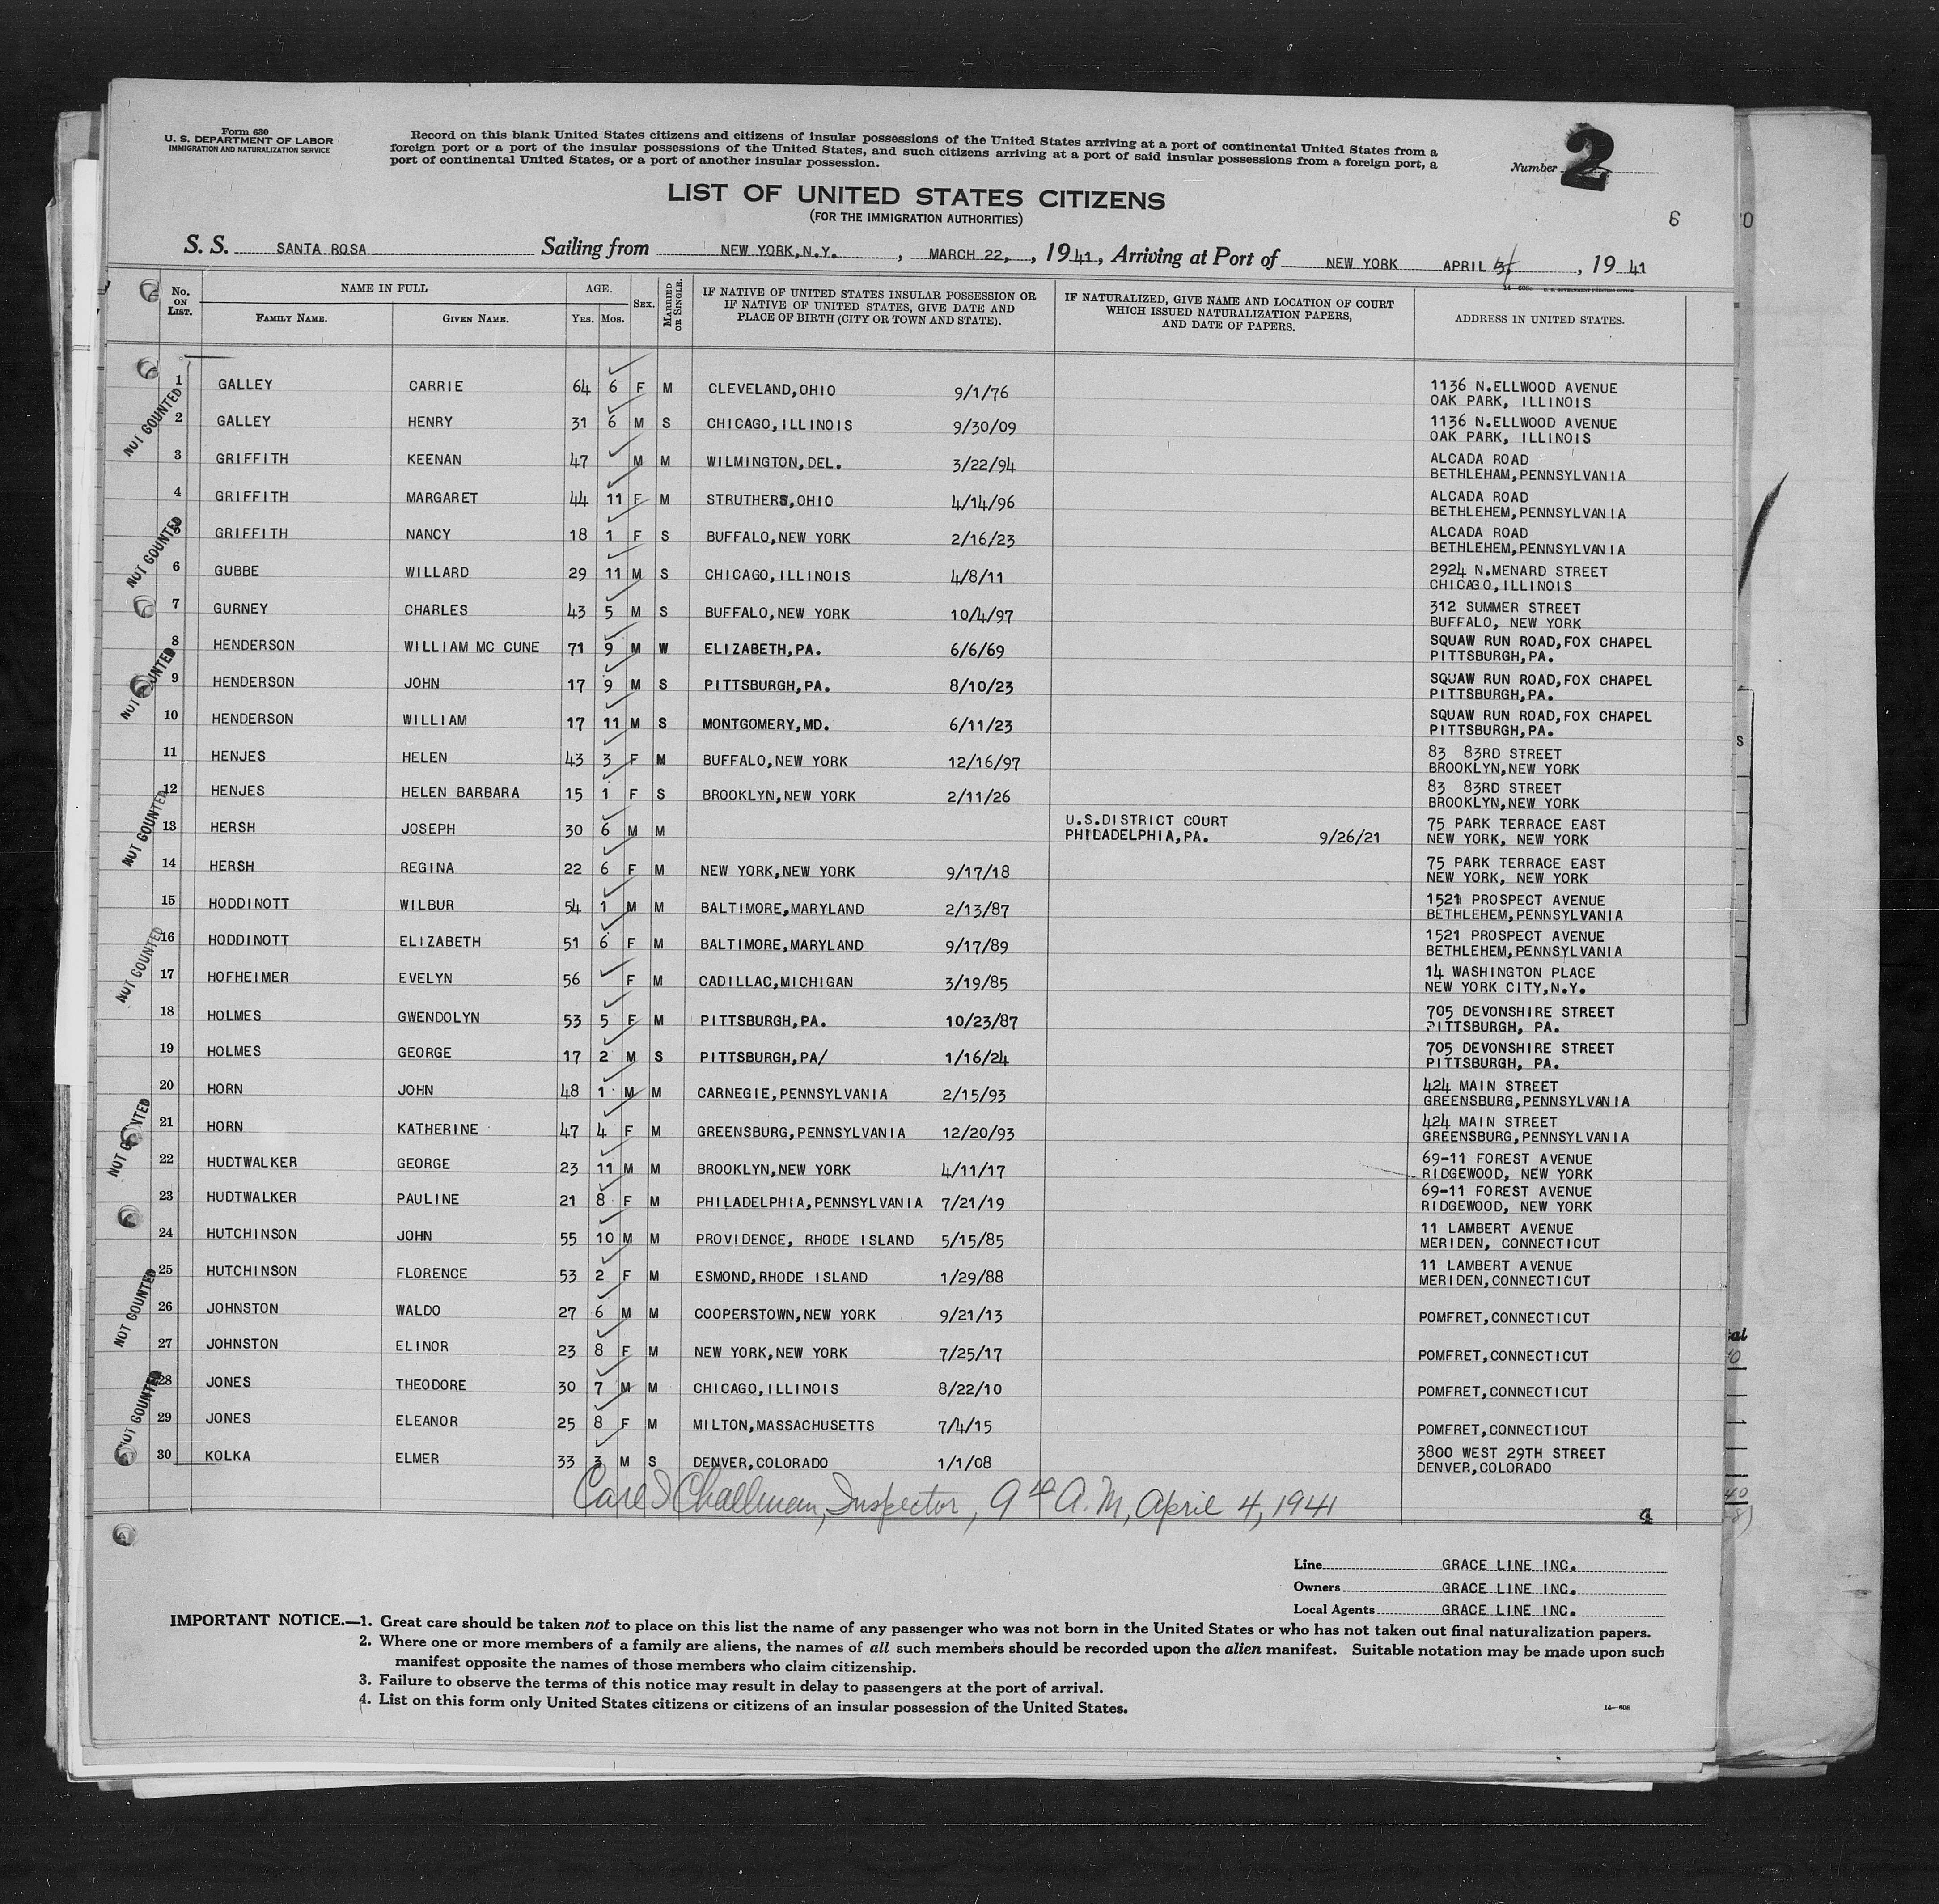 Form 630
U. S. DEPARTMENT OF LABOR
IMMIGRATION AND NATURALIZATION SERVICE
Record on this blank United States citizens and citizens of insular possessions of the United States arriving at a port of continental United States from a
foreign port or a port of the insular possessions of the United States, and such citizens arriving at a port of said insular possessions from a foreign port, a
port of continental United States, or a port of another insular possession.
Number 2
LIST OF UNITED STATES CITIZENS
(FOR THE IMMIGRATION AUTHORITIES)
6
S. S. SANTA ROSA Sailing from NEW YORK,N.Y. , MARCH 22, , 1941, Arriving at Port of NEW YORK APRIL , 1941
No. ON LIST. NAME IN FULL FAMILY NAME. GIVEN NAME. AGE. YRS. MOS. SEX. MARRIED OR SINGLE. IF NATIVE OF UNITED STATES INSULAR POSSESSION OR IF NATIVE OF UNITED STATES, GIVE DATE AND PLACE OF BIRTH (CITY OR TOWN AND STATE). IF NATURALIZED, GIVE NAME AND LOCATION OF COURT WHICH ISSUED NATURALIZATION PAPERS, AND DATE OF PAPERS. ADDRESS IN UNITED STATES.
1 GALLEY CARRIE 64 6 F M CLEVELAND,OHIO 9/1/76 1136 N.ELLWOOD AVENUE
OAK PARK, ILLINOIS
2 GALLEY HENRY 31 6 M S CHICAGO,ILLINOIS 9/30/09 1136 N.ELLWOOD AVENUE
OAK PARK, ILLINOIS
3 GRIFFITH KEENAN 47 M M WILMINGTON,DEL. 3/22/94 ALCADA ROAD
BETHLEHAM,PENNSYLVANIA
4 GRIFFITH MARGARET 44 11 F M STRUTHERS,OHIO 4/14/96 ALCADA ROAD
BETHLEHEM,PENNSYLVANIA
5 GRIFFITH NANCY 18 1 F S BUFFALO,NEW YORK 2/16/23 ALCADA ROAD
BETHLEHEM,PENNSYLVANIA
6 GUBBE WILLARD 29 11 M S CHICAGO,ILLINOIS 4/8/11 2924 N.MENARD STREET
CHICAGO,ILLINOIS
7 GURNEY CHARLES 43 5 M S BUFFALO,NEW YORK 10/4/97 312 SUMMER STREET
BUFFALO, NEW YORK
8 HENDERSON WILLIAM MC CUNE 71 9 M W ELIZABETH,PA. 6/6/69 SQUAW RUN ROAD,FOX CHAPEL
PITTSBURGH,PA.
9 HENDERSON JOHN 17 9 M S PITTSBURGH,PA. 8/10/23 SQUAW RUN ROAD,FOX CHAPEL
PITTSBURGH,PA.
10 HENDERSON WILLIAM 17 11 M S MONTGOMERY,MD. 6/11/23 SQUAW RUN ROAD,FOX CHAPEL
PITTSBURGH,PA.
11 HENJES HELEN 43 3 F M BUFFALO,NEW YORK 12/16/97 83 83RD STREET
BROOKLYN,NEW YORK
12 HENJES HELEN BARBARA 15 1 F S BROOKLYN,NEW YORK 2/11/26 83 83RD STREET
BROOKLYN,NEW YORK
13 HERSH JOSEPH 30 6 M M U.S.DISTRICT COURT 75 PARK TERRACE EAST
PHILADELPHIA,PA. 9/26/21 NEW YORK, NEW YORK
14 HERSH REGINA 22 6 F M NEW YORK,NEW YORK 9/17/18 75 PARK TERRACE EAST
NEW YORK, NEW YORK
15 HODDINOTT WILBUR 54 1 M M BALTIMORE,MARYLAND 2/13/87 1521 PROSPECT AVENUE
BETHLEHEM,PENNSYLVANIA
16 HODDINOTT ELIZABETH 51 6 F M BALTIMORE,MARYLAND 9/17/89 1521 PROSPECT AVENUE
BETHLEHEM,PENNSYLVANIA
17 HOFHEIMER EVELYN 56 F M CADILLAC,MICHIGAN 3/19/85 14 WASHINGTON PLACE
NEW YORK CITY,N.Y.
18 HOLMES GWENDOLYN 53 5 F M PITTSBURGH,PA. 10/23/87 705 DEVONSHIRE STREET
PITTSBURGH, PA.
19 HOLMES GEORGE 17 2 M S PITTSBURGH,PA/ 1/16/24 705 DEVONSHIRE STREET
PITTSBURGH, PA.
20 HORN JOHN 48 1 M M CARNEGIE,PENNSYLVANIA 2/15/93 424 MAIN STREET
GREENSBURG,PENNSYLVANIA
21 HORN KATHERINE 47 4 F M GREENSBURG,PENNSYLVANIA 12/20/93 424 MAIN STREET
GREENSBURG,PENNSYLVANIA
22 HUDTWALKER GEORGE 23 11 M M BROOKLYN,NEW YORK 4/11/17 69-11 FOREST AVENUE
RIDGEWOOD, NEW YORK
23 HUDTWALKER PAULINE 21 8 F M PHILADELPHIA,PENNSYLVANIA 7/21/19 69-11 FOREST AVENUE
RIDGEWOOD, NEW YORK
24 HUTCHINSON JOHN 55 10 M M PROVIDENCE, RHODE ISLAND 5/15/85 11 LAMBERT AVENUE
MERIDEN, CONNECTICUT
25 HUTCHINSON FLORENCE 53 2 F M ESMOND,RHODE ISLAND 1/29/88 11 LAMBERT AVENUE
MERIDEN,CONNECTICUT
26 JOHNSTON WALDO 27 6 M M COOPERSTOWN,NEW YORK 9/21/13 POMFRET,CONNECTICUT
27 JOHNSTON ELINOR 23 8 F M NEW YORK,NEW YORK 7/25/17 POMFRET,CONNECTICUT
28 JONES THEODORE 30 7 M M CHICAGO,ILLINOIS 8/22/10 POMFRET,CONNECTICUT
29 JONES ELEANOR 25 8 F M MILTON,MASSACHUSETTS 7/4/15 POMFRET,CONNECTICUT
30 KOLKA ELMER 33 3 M S DENVER,COLORADO 1/1/08 3800 WEST 29TH STREET
DENVER,COLORADO
NOT COUNTED
NOT COUNTED
NOT COUNTED
NOT COUNTED
NOT COUNTED
NOT COUNTED
NOT COUNTED
NOT COUNTED
Carl J Challman, Inspector, 9 A.M, April 4, 1941
4
Line GRACE LINE INC.
Owners GRACE LINE INC.
Local Agents GRACE LINE INC.
IMPORTANT NOTICE.—1. Great care should be taken not to place on this list the name of any passenger who was not born in the United States or who has not taken out final naturalization papers.
2. Where one or more members of a family are aliens, the names of all such members should be recorded upon the alien manifest. Suitable notation may be made upon such
manifest opposite the names of those members who claim citizenship.
3. Failure to observe the terms of this notice may result in delay to passengers at the port of arrival.
4. List on this form only United States citizens or citizens of an insular possession of the United States.